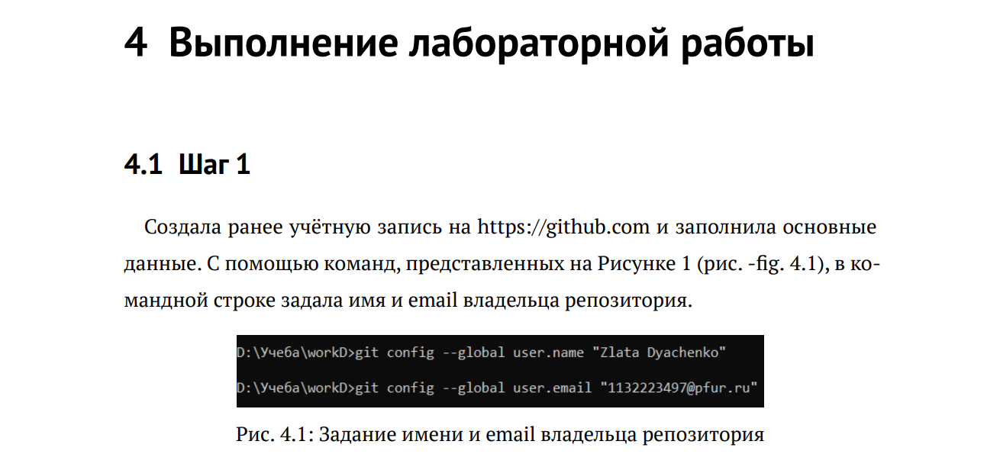 4 Выполнение лабораторной работы
4.1 Шаг 1
Создала ранее учётную запись на https://github.com и заполнила основные
данные. С помощью команд, представленных на Рисунке 1 (рис. -fig. 4.1), в ко-
мандной строке задала имя и email владельца репозитория.
D:\Учеба\workD>git config --global user.name "Zlata Dyachenko"
D:\Учеба\workD>git config --global user.email "1132223497@pfur.ru"
Рис. 4.1: Задание имени и email владельца репозитория